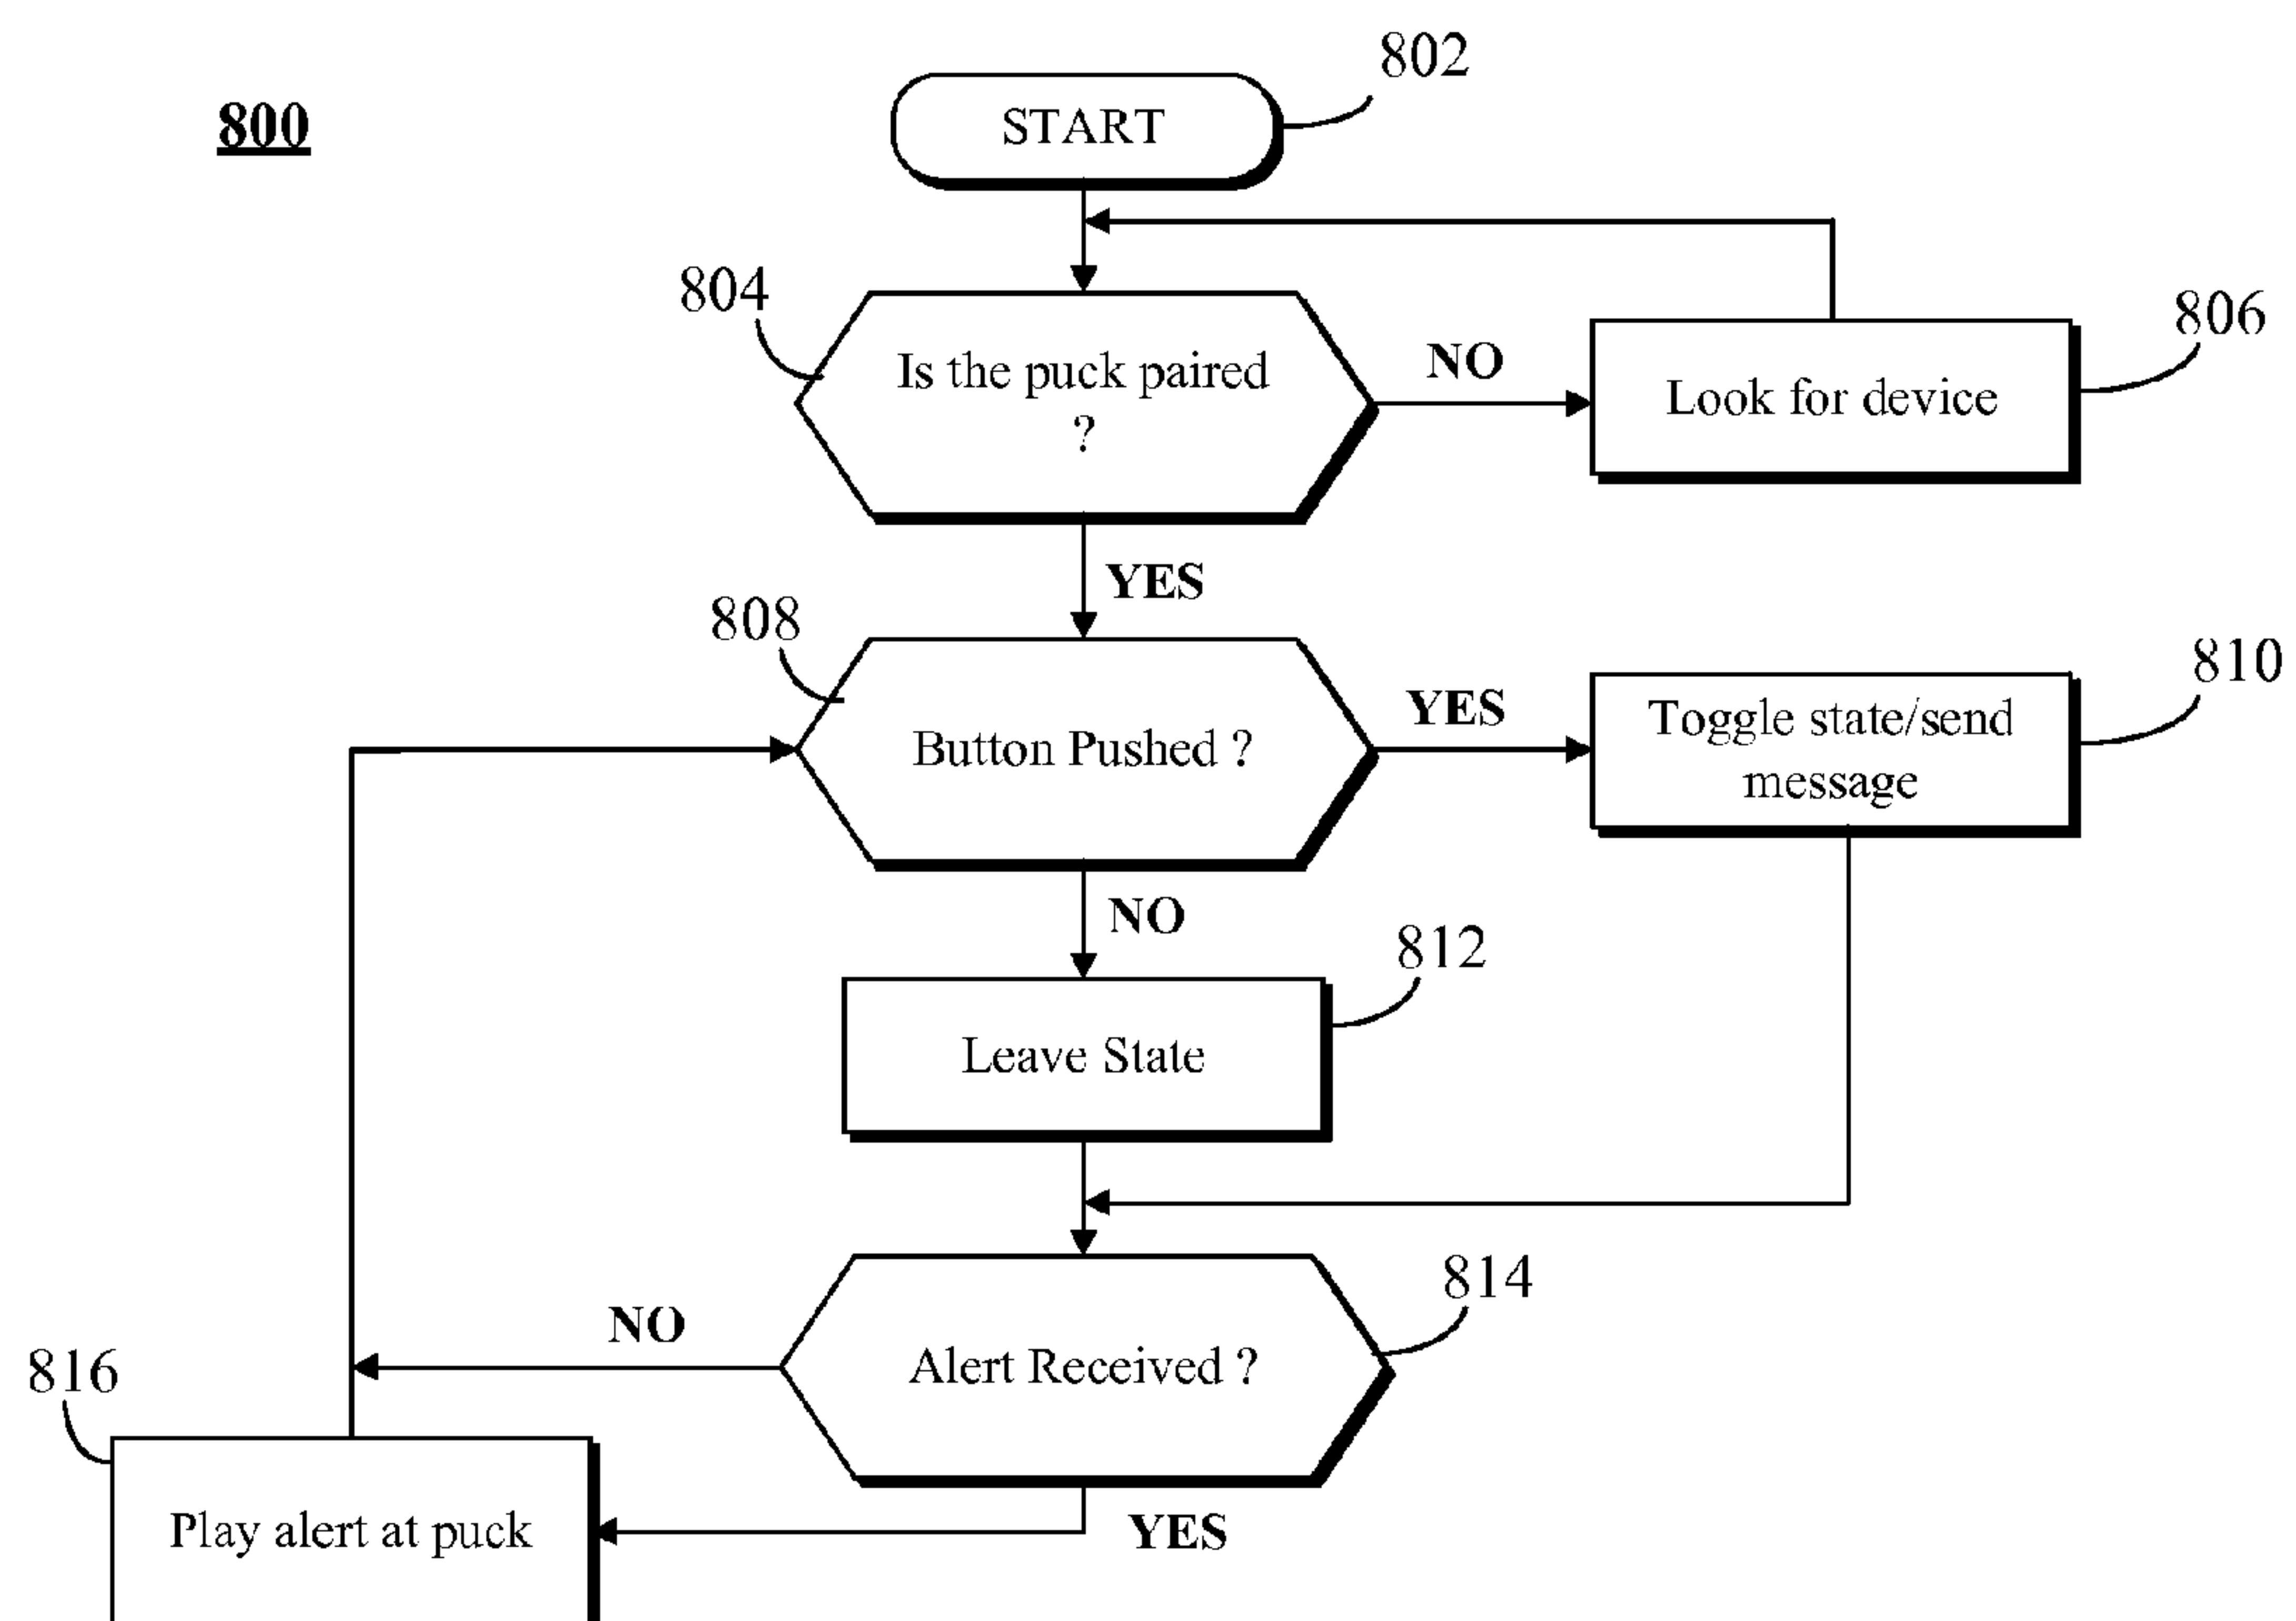 800
802
START
804
Is the puck paired
?
NO
806
Look for device
YES
808
Button Pushed ?
YES
810
Toggle state/send
message
NO
812
Leave State
814
Alert Received ?
NO
816
Play alert at puck
YES